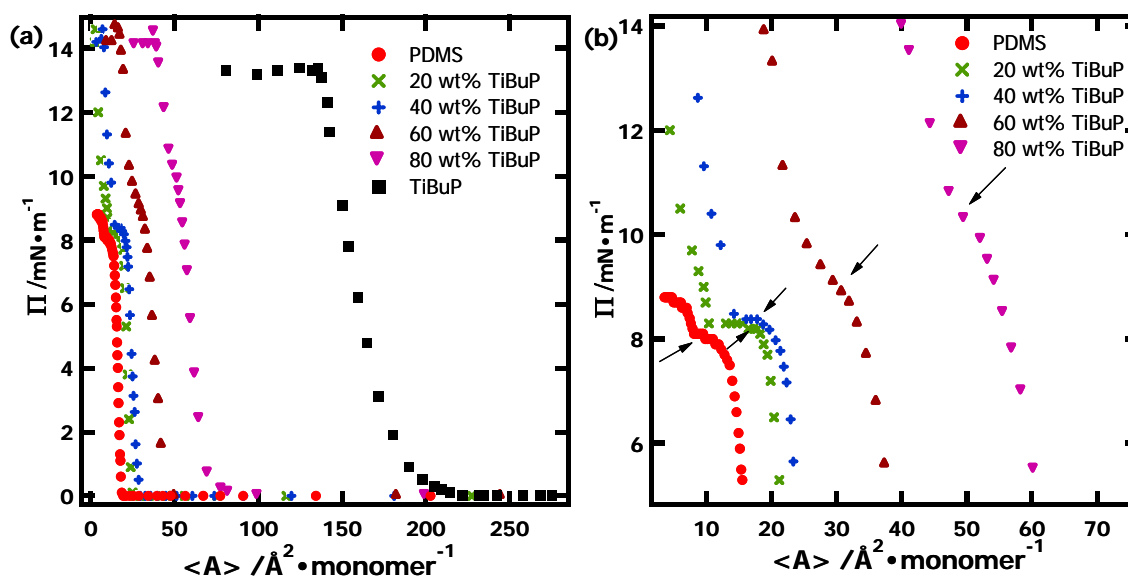 (a)
14
12
10
8
6
4
2
0
Π /mN•m⁻¹
0 50 100 150 200 250
<A> /Å²•monomer⁻¹
PDMS
20 wt% TiBuP
40 wt% TiBuP
60 wt% TiBuP
80 wt% TiBuP
TiBuP
(b)
14
12
10
8
6
Π /mN•m⁻¹
10 20 30 40 50 60 70
<A> /Å²•monomer⁻¹
PDMS
20 wt% TiBuP
40 wt% TiBuP
60 wt% TiBuP
80 wt% TiBuP